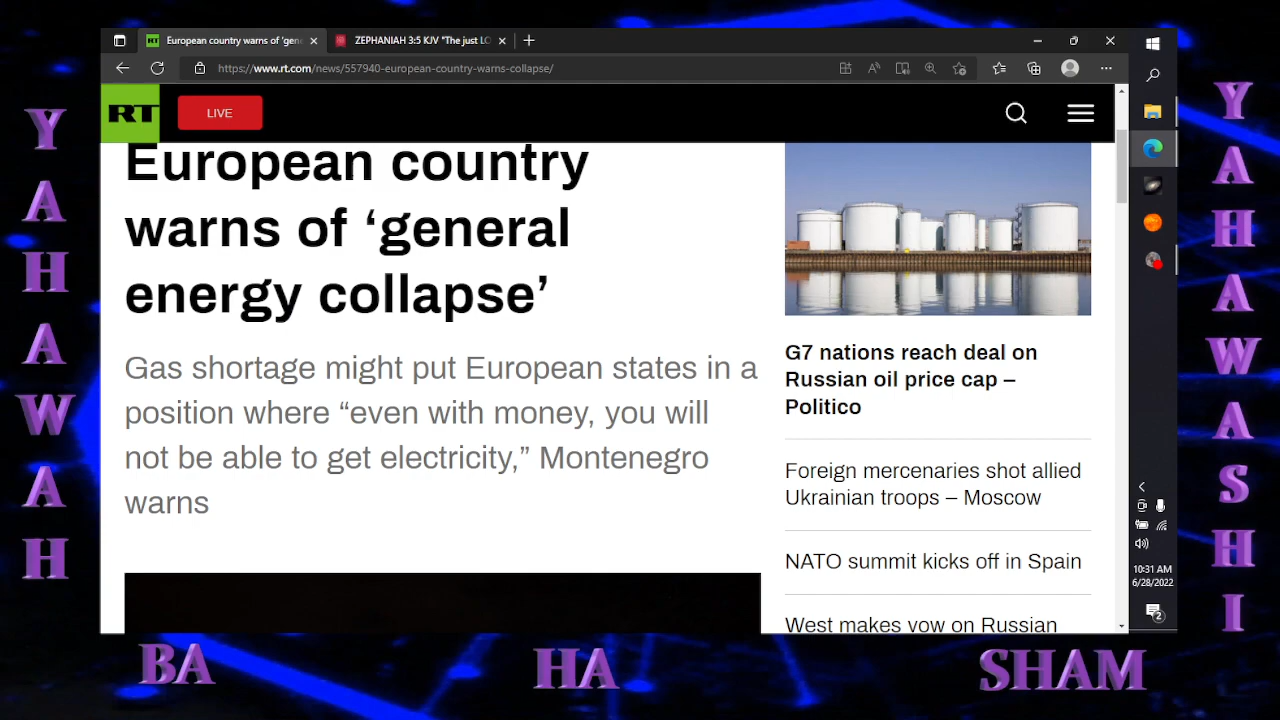 European country warns of 'gen
ZEPHANIAH 3:5 KJV "The just LO
https://www.rt.com/news/557940-european-country-warns-collapse/
RT
LIVE
European country
warns of ‘general
energy collapse’
Gas shortage might put European states in a
position where “even with money, you will
not be able to get electricity,” Montenegro
warns
G7 nations reach deal on
Russian oil price cap –
Politico
Foreign mercenaries shot allied
Ukrainian troops – Moscow
NATO summit kicks off in Spain
West makes vow on Russian
10:31 AM
6/28/2022
2
YAHAWAH
YAHAWASHI
BA HA SHAM